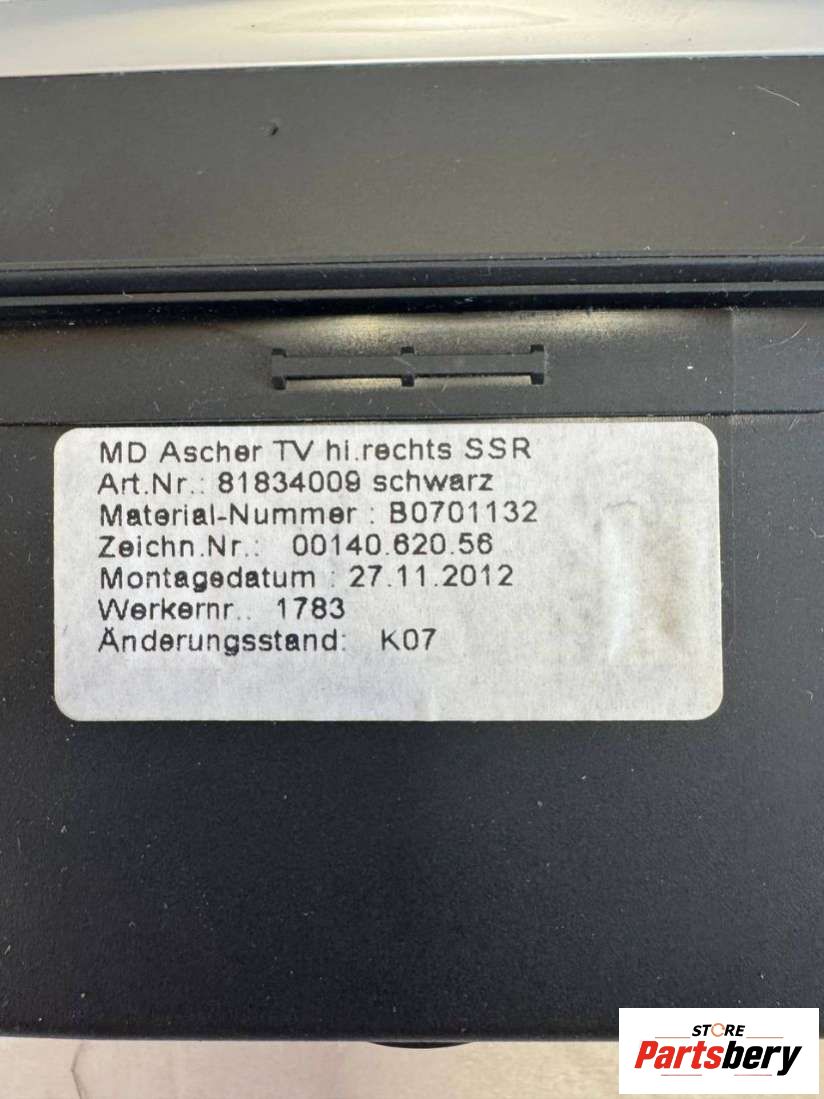 MD Ascher TV hi.rechts SSR
Art.Nr.: 81834009 schwarz
Material-Nummer : B0701132
Zeichn.Nr.: 00140.620.56
Montagedatum : 27.11.2012
Werkernr.: 1783
Änderungsstand: K07
STORE
Partsbery